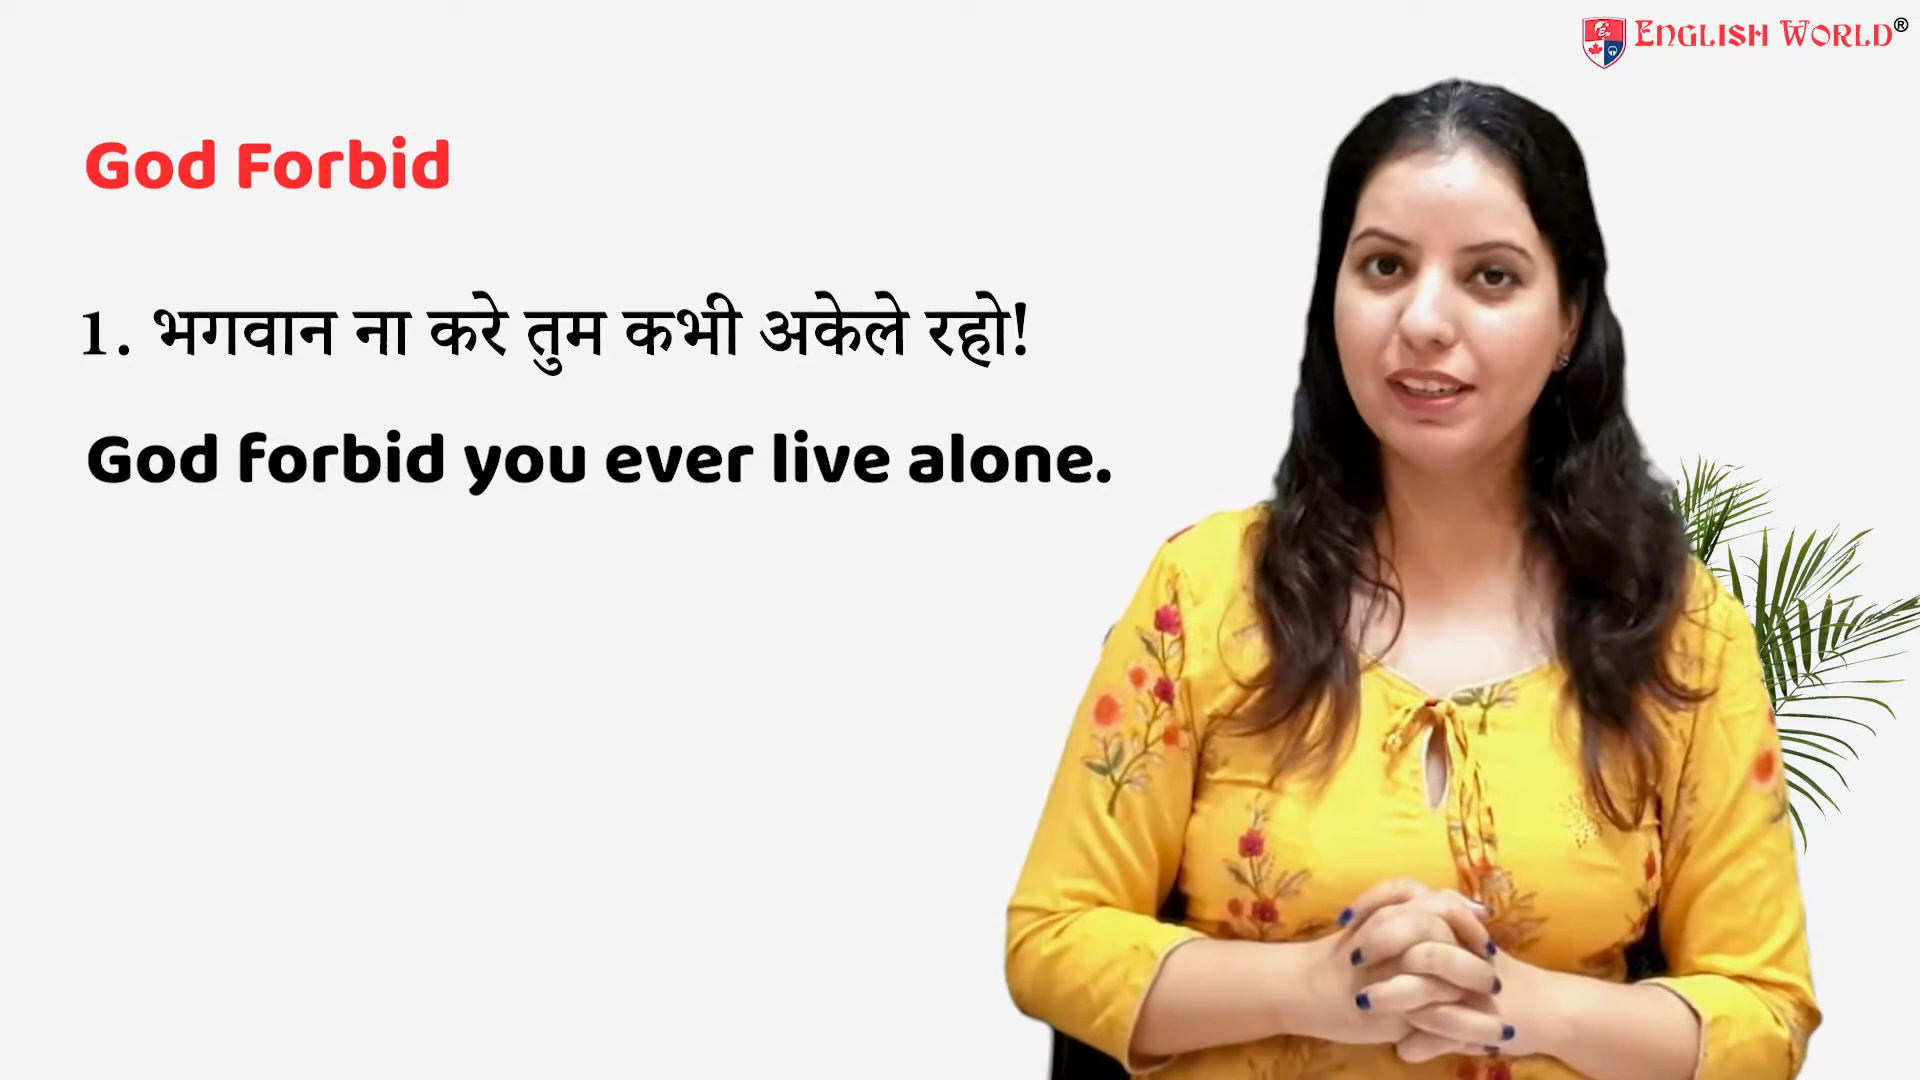 ENGLISH WORLD®
God Forbid
1. भगवान ना करे तुम कभी अकेले रहो!
God forbid you ever live alone.